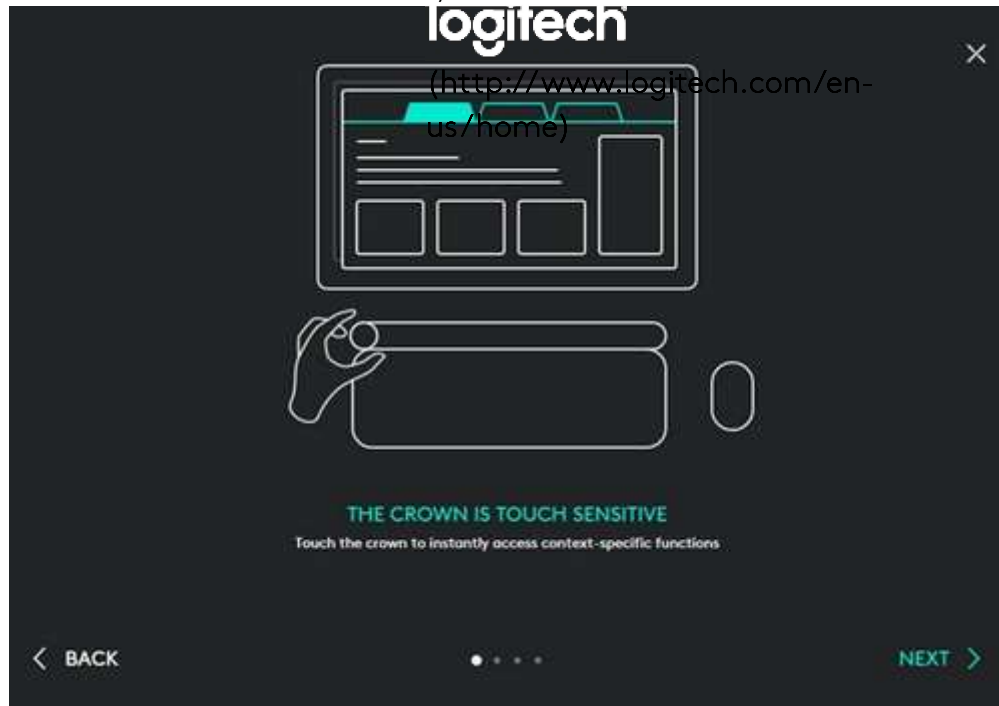 logitech
(http://www.logitech.com/en-
us/home)
THE CROWN IS TOUCH SENSITIVE
Touch the crown to instantly access context-specific functions
BACK
NEXT